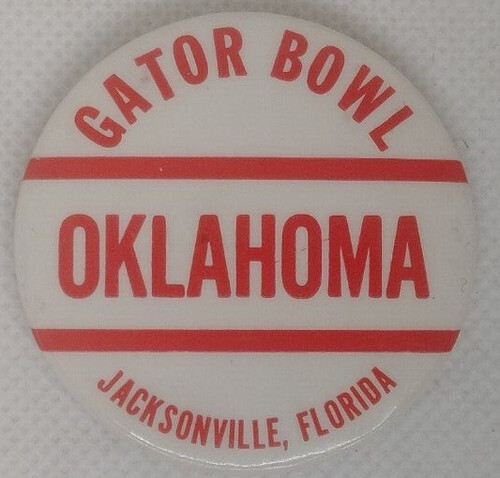 GATOR BOWL
OKLAHOMA
JACKSONVILLE, FLORIDA